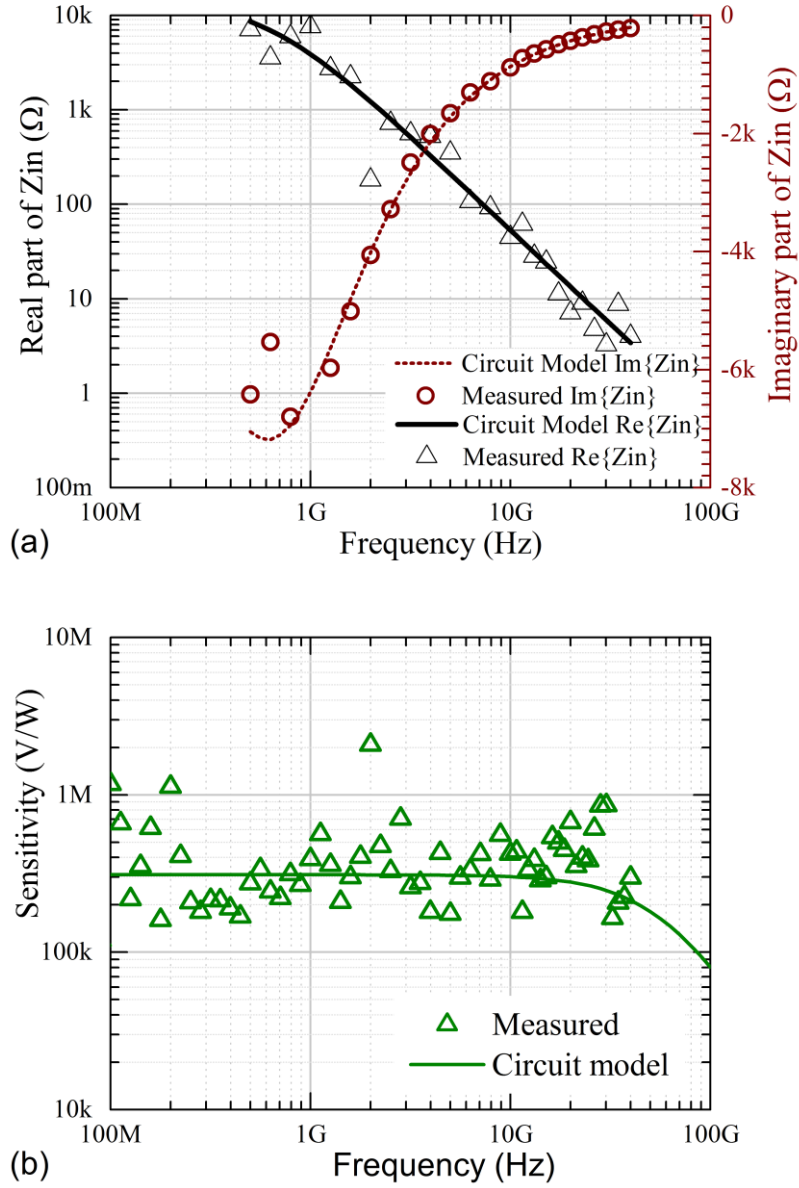 10k
1k
100
10
1
100m
Real part of Zin (Ω)
0
-2k
-4k
-6k
-8k
Imaginary part of Zin (Ω)
Circuit Model Im{Zin}
Measured Im{Zin}
Circuit Model Re{Zin}
Measured Re{Zin}
100M 1G 10G 100G
(a) Frequency (Hz)
10M
1M
100k
10k
Sensitivity (V/W)
Measured
Circuit model
100M 1G 10G 100G
(b) Frequency (Hz)